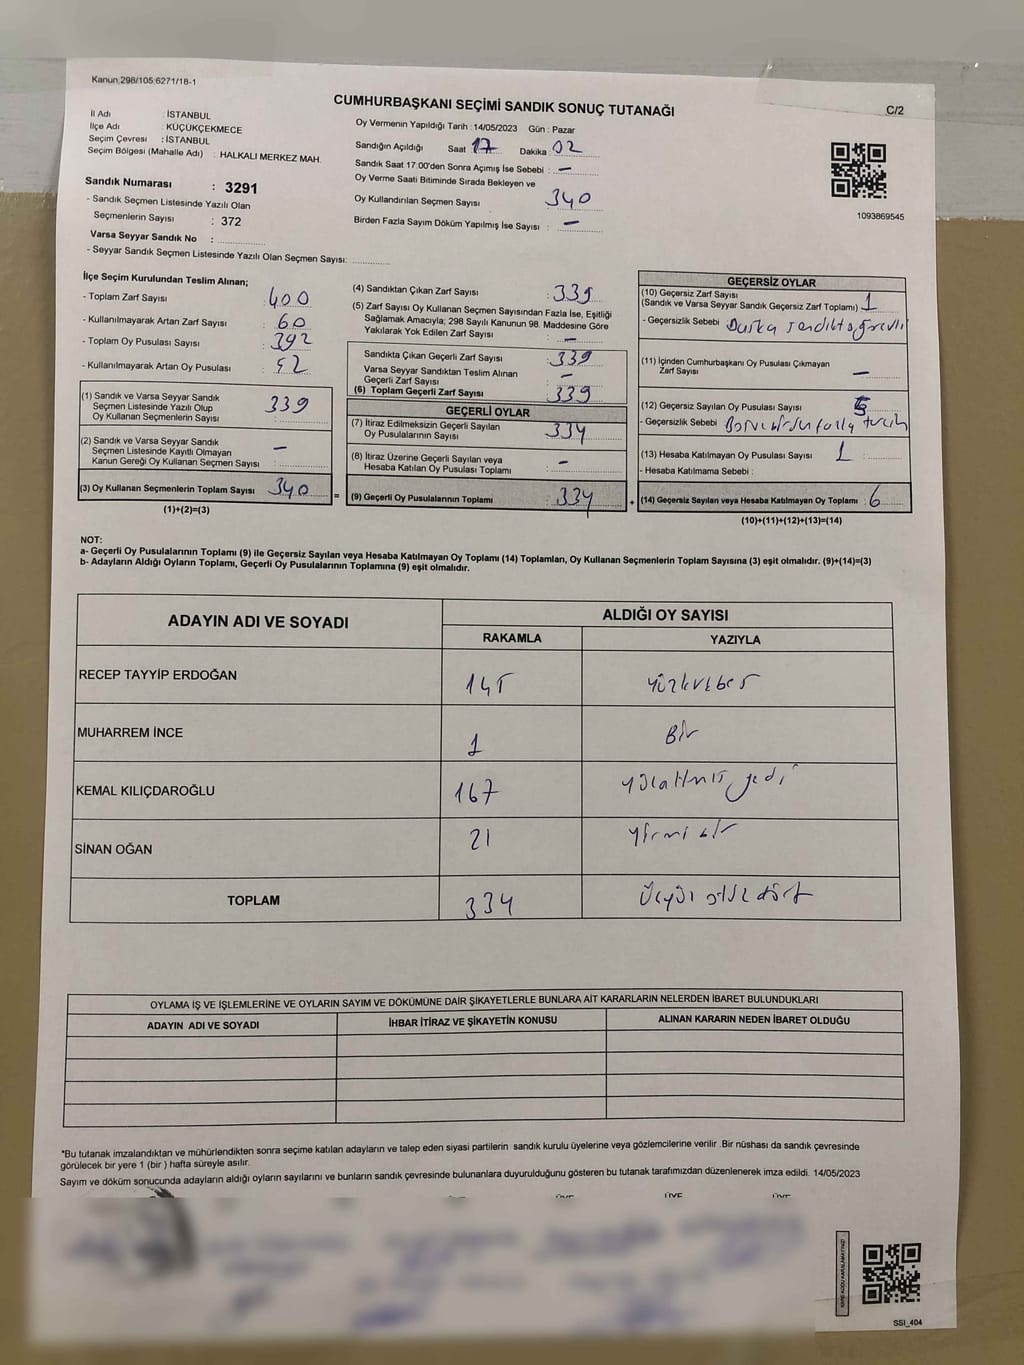 Kanun 298/105 6271/18-1
CUMHURBAŞKANI SEÇİMİ SANDIK SONUÇ TUTANAĞI
C/2
İl Adı : İSTANBUL
İlçe Adı : KÜÇÜKÇEKMECE
Seçim Çevresi : İSTANBUL
Seçim Bölgesi (Mahalle Adı) : HALKALI MERKEZ MAH.
Sandık Numarası : 3291
- Sandık Seçmen Listesinde Yazılı Olan
Seçmenlerin Sayısı : 372
Varsa Seyyar Sandık No :
- Seyyar Sandık Seçmen Listesinde Yazılı Olan Seçmen Sayısı:
Oy Vermenin Yapıldığı Tarih : 14/05/2023 Gün : Pazar
Sandığın Açıldığı Saat 17 Dakika 02
Sandık Saat 17:00'den Sonra Açımış İse Sebebi : —
Oy Verme Saati Bitiminde Sırada Bekleyen ve
Oy Kullandırılan Seçmen Sayısı 340
Birden Fazla Sayım Döküm Yapılmış İse Sayısı : —
1093869545
İlçe Seçim Kurulundan Teslim Alınan;
- Toplam Zarf Sayısı : 400
- Kullanılmayarak Artan Zarf Sayısı : 60
- Toplam Oy Pusulası Sayısı : 392
- Kullanılmayarak Artan Oy Pusulası : 52
(1) Sandık ve Varsa Seyyar Sandık
Seçmen Listesinde Yazılı Olup
Oy Kullanan Seçmenlerin Sayısı 339
(2) Sandık ve Varsa Seyyar Sandık
Seçmen Listesinde Kayıtlı Olmayan
Kanun Gereği Oy Kullanan Seçmen Sayısı : —
(3) Oy Kullanan Seçmenlerin Toplam Sayısı 340
(1)+(2)=(3)
=
(4) Sandıktan Çıkan Zarf Sayısı : 339
(5) Zarf Sayısı Oy Kullanan Seçmen Sayısından Fazla İse, Eşitliği
Sağlamak Amacıyla; 298 Sayılı Kanunun 98. Maddesine Göre
Yakılarak Yok Edilen Zarf Sayısı : —
Sandıkta Çıkan Geçerli Zarf Sayısı : 339
Varsa Seyyar Sandıktan Teslim Alınan
Geçerli Zarf Sayısı : —
(6) Toplam Geçerli Zarf Sayısı : 339
GEÇERLİ OYLAR
(7) İtiraz Edilmeksizin Geçerli Sayılan
Oy Pusulalarının Sayısı 334
(8) İtiraz Üzerine Geçerli Sayılan veya
Hesaba Katılan Oy Pusulası Toplamı : —
(9) Geçerli Oy Pusulalarının Toplamı : 334
+
GEÇERSİZ OYLAR
(10) Geçersiz Zarf Sayısı
(Sandık ve Varsa Seyyar Sandık Geçersiz Zarf Toplamı) 1
- Geçersizlik Sebebi : Başka sandıkta görevli
(11) İçinden Cumhurbaşkanı Oy Pusulası Çıkmayan
Zarf Sayısı : —
(12) Geçersiz Sayılan Oy Pusulası Sayısı : 5
- Geçersizlik Sebebi : fazla tercih
(13) Hesaba Katılmayan Oy Pusulası Sayısı : 1
- Hesaba Katılmama Sebebi :
(14) Geçersiz Sayılan veya Hesaba Katılmayan Oy Toplamı : 6
(10)+(11)+(12)+(13)=(14)
NOT:
a- Geçerli Oy Pusulalarının Toplamı (9) ile Geçersiz Sayılan veya Hesaba Katılmayan Oy Toplamı (14) Toplamları, Oy Kullanan Seçmenlerin Toplam Sayısına (3) eşit olmalıdır. (9)+(14)=(3)
b- Adayların Aldığı Oyların Toplamı, Geçerli Oy Pusulalarının Toplamına (9) eşit olmalıdır.
ADAYIN ADI VE SOYADI
ALDIĞI OY SAYISI
RAKAMLA YAZIYLA
RECEP TAYYİP ERDOĞAN 145 yüzkırkbeş
MUHARREM İNCE 1 Bir
KEMAL KILIÇDAROĞLU 167 yüzaltmış yedi
SİNAN OĞAN 21 yirmi bir
TOPLAM 334 üçyüz otuz dört
OYLAMA İŞ VE İŞLEMLERİNE VE OYLARIN SAYIM VE DÖKÜMÜNE DAİR ŞİKAYETLERLE BUNLARA AİT KARARLARIN NELERDEN İBARET BULUNDUKLARI
ADAYIN ADI VE SOYADI İHBAR İTİRAZ VE ŞİKAYETİN KONUSU ALINAN KARARIN NEDEN İBARET OLDUĞU
*Bu tutanak imzalandıktan ve mühürlendikten sonra seçime katılan adayların ve talep eden siyasi partilerin sandık kurulu üyelerine veya gözlemcilerine verilir .Bir nüshası da sandık çevresinde
görülecek bir yere 1 (bir ) hafta süreyle asılır.
Sayım ve döküm sonucunda adayların aldığı oyların sayılarını ve bunların sandık çevresinde bulunanlara duyurulduğunu gösteren bu tutanak tarafımızdan düzenlenerek imza edildi. 14/05/2023
SSI_404